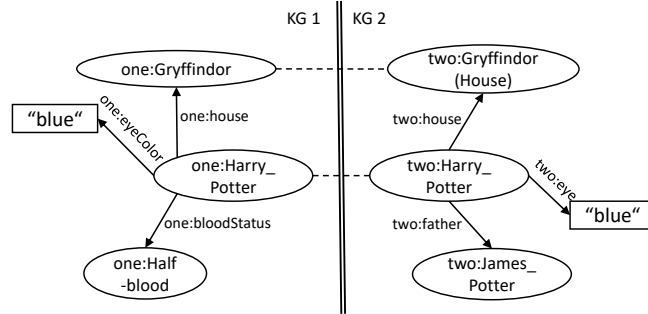 KG 1
KG 2
one:Gryffindor
two:Gryffindor
(House)
"blue“
one:eyeColor
one:house
two:house
one:Harry_
Potter
two:Harry_
Potter
two:eye
"blue“
one:bloodStatus
two:father
one:Half
-blood
two:James_
Potter